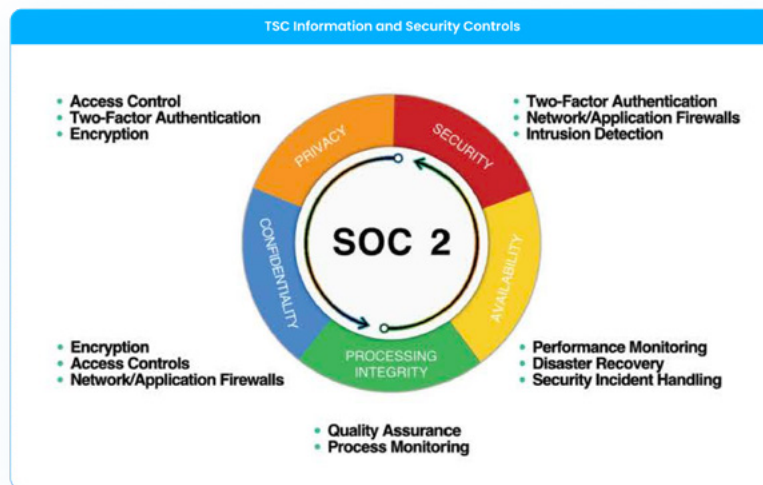 TSC Information and Security Controls
Access Control
Two-Factor Authentication
Encryption
Two-Factor Authentication
Network/Application Firewalls
Intrusion Detection
PRIVACY
SECURITY
SOC 2
CONFIDENTIALITY
AVAILABILITY
PROCESSING
INTEGRITY
Encryption
Access Controls
Network/Application Firewalls
Performance Monitoring
Disaster Recovery
Security Incident Handling
Quality Assurance
Process Monitoring